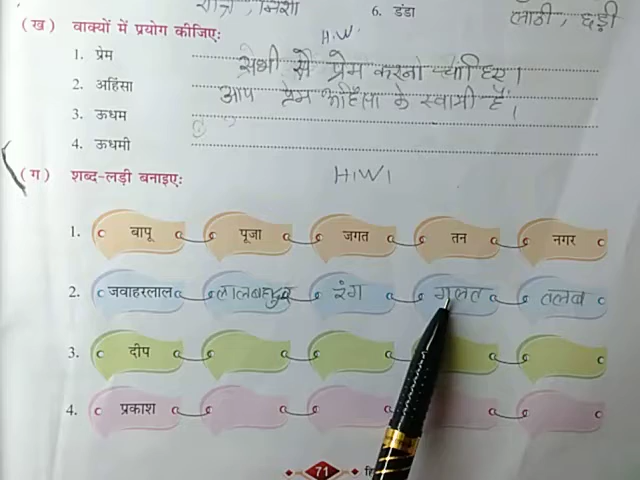 रात्रि, निशा 6. डंडा लाठी, छड़ी
(ख) वाक्यों में प्रयोग कीजिए: H.W.
1. प्रेम सभी से प्रेम करना चाहिए।
2. अहिंसा आप प्रेम अहिंसा के स्वामी हैं।
3. ऊधम
4. ऊधमी
(ग) शब्द-लड़ी बनाइए: H.W.
1. बापू पूजा जगत तन नगर
2. जवाहरलाल लालबहादुर रंग गलत तलब
3. दीप
4. प्रकाश
71 हि